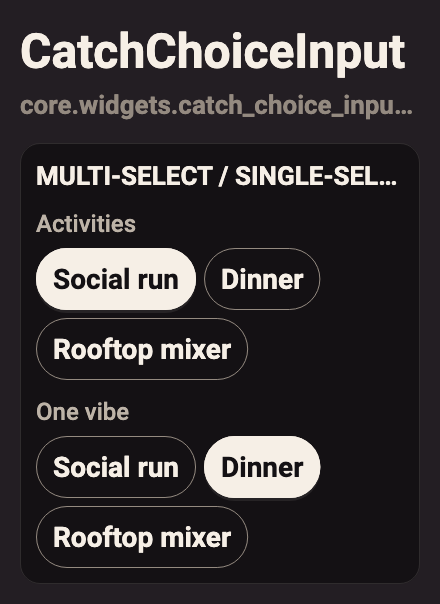 CatchChoiceInput
core.widgets.catch_choice_inpu…
MULTI-SELECT / SINGLE-SEL…
Activities
Social run Dinner
Rooftop mixer
One vibe
Social run Dinner
Rooftop mixer